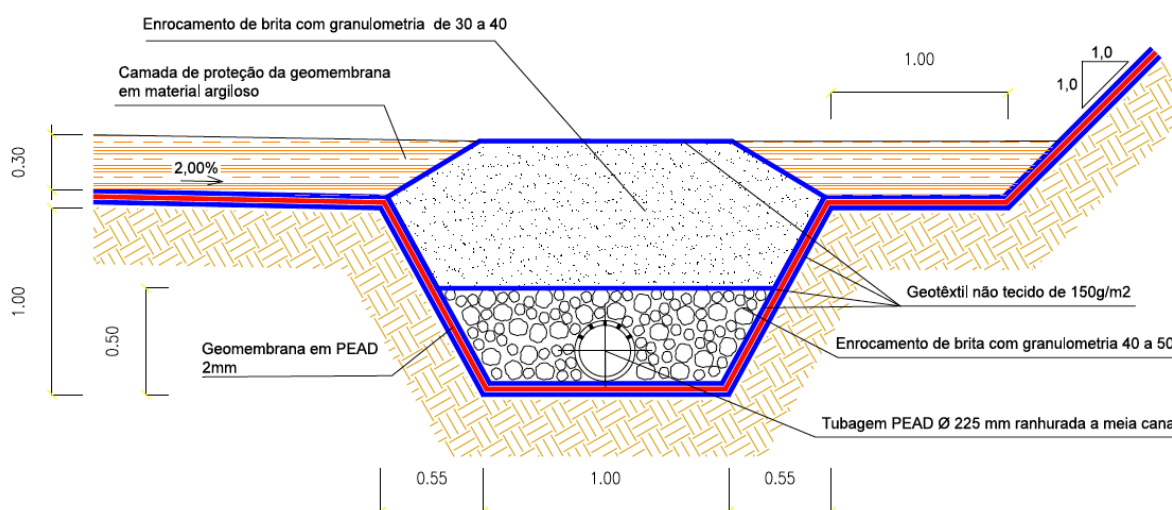 Enrocamento de brita com granulometria de 30 a 40
Camada de proteção da geomembrana
em material argiloso
1.00
1,0
1,0
0.30
2,00%
1.00
0.50
Geomembrana em PEAD
2mm
Geotêxtil não tecido de 150g/m2
Enrocamento de brita com granulometria 40 a 50
Tubagem PEAD Ø 225 mm ranhurada a meia cana
0.55
1.00
0.55